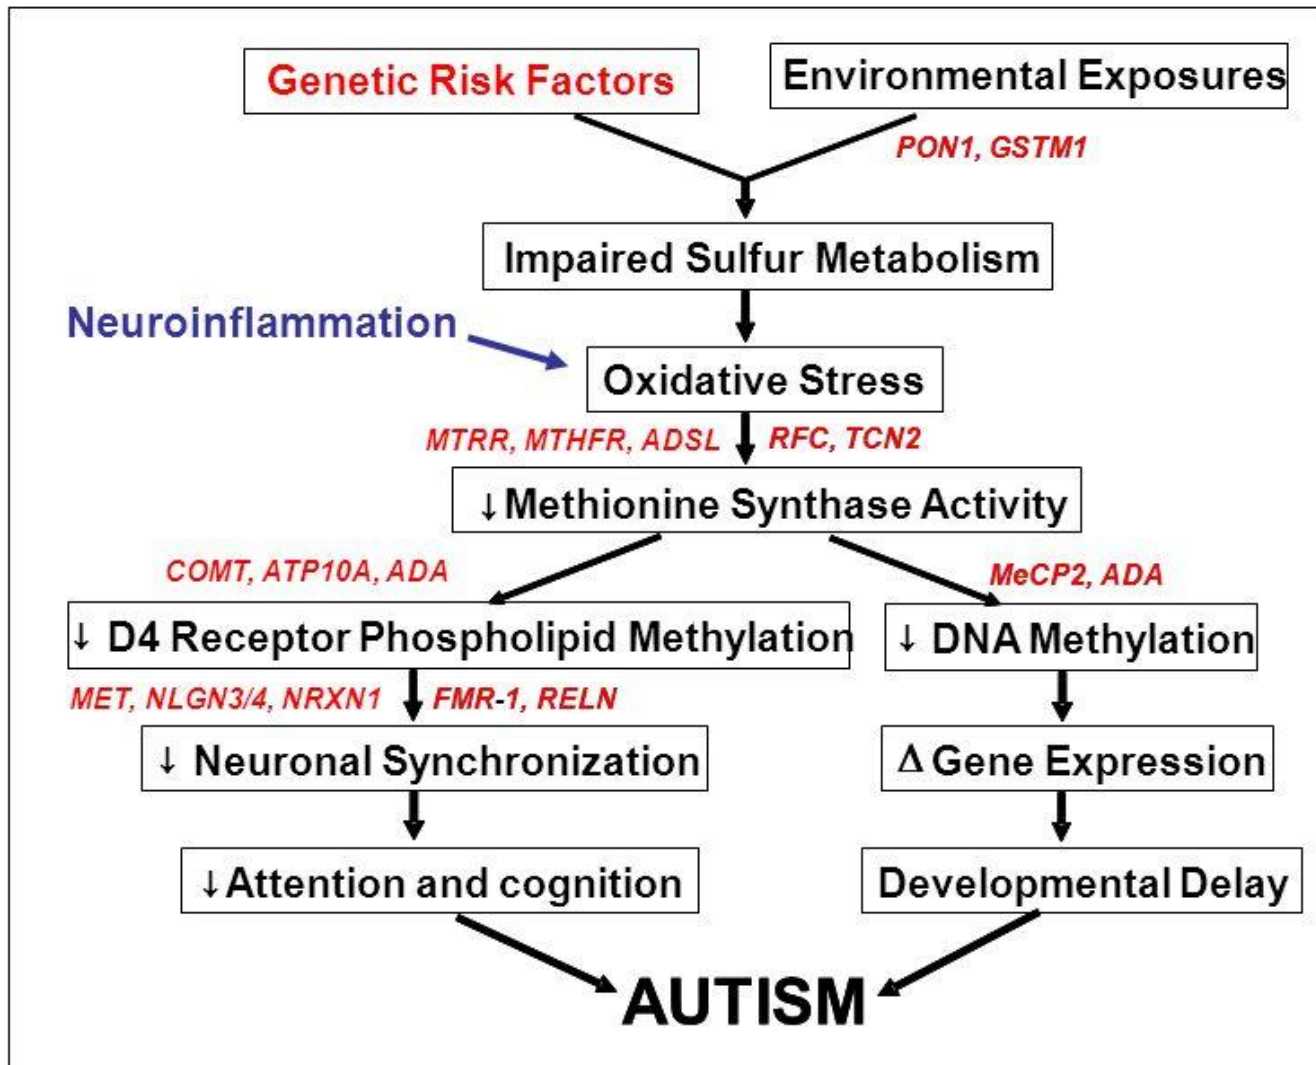 Genetic Risk Factors
Environmental Exposures
PON1, GSTM1
Impaired Sulfur Metabolism
Neuroinflammation
Oxidative Stress
MTRR, MTHFR, ADSL
RFC, TCN2
↓Methionine Synthase Activity
COMT, ATP10A, ADA
MeCP2, ADA
↓ D4 Receptor Phospholipid Methylation
↓ DNA Methylation
MET, NLGN3/4, NRXN1
FMR-1, RELN
↓ Neuronal Synchronization
Δ Gene Expression
↓Attention and cognition
Developmental Delay
AUTISM